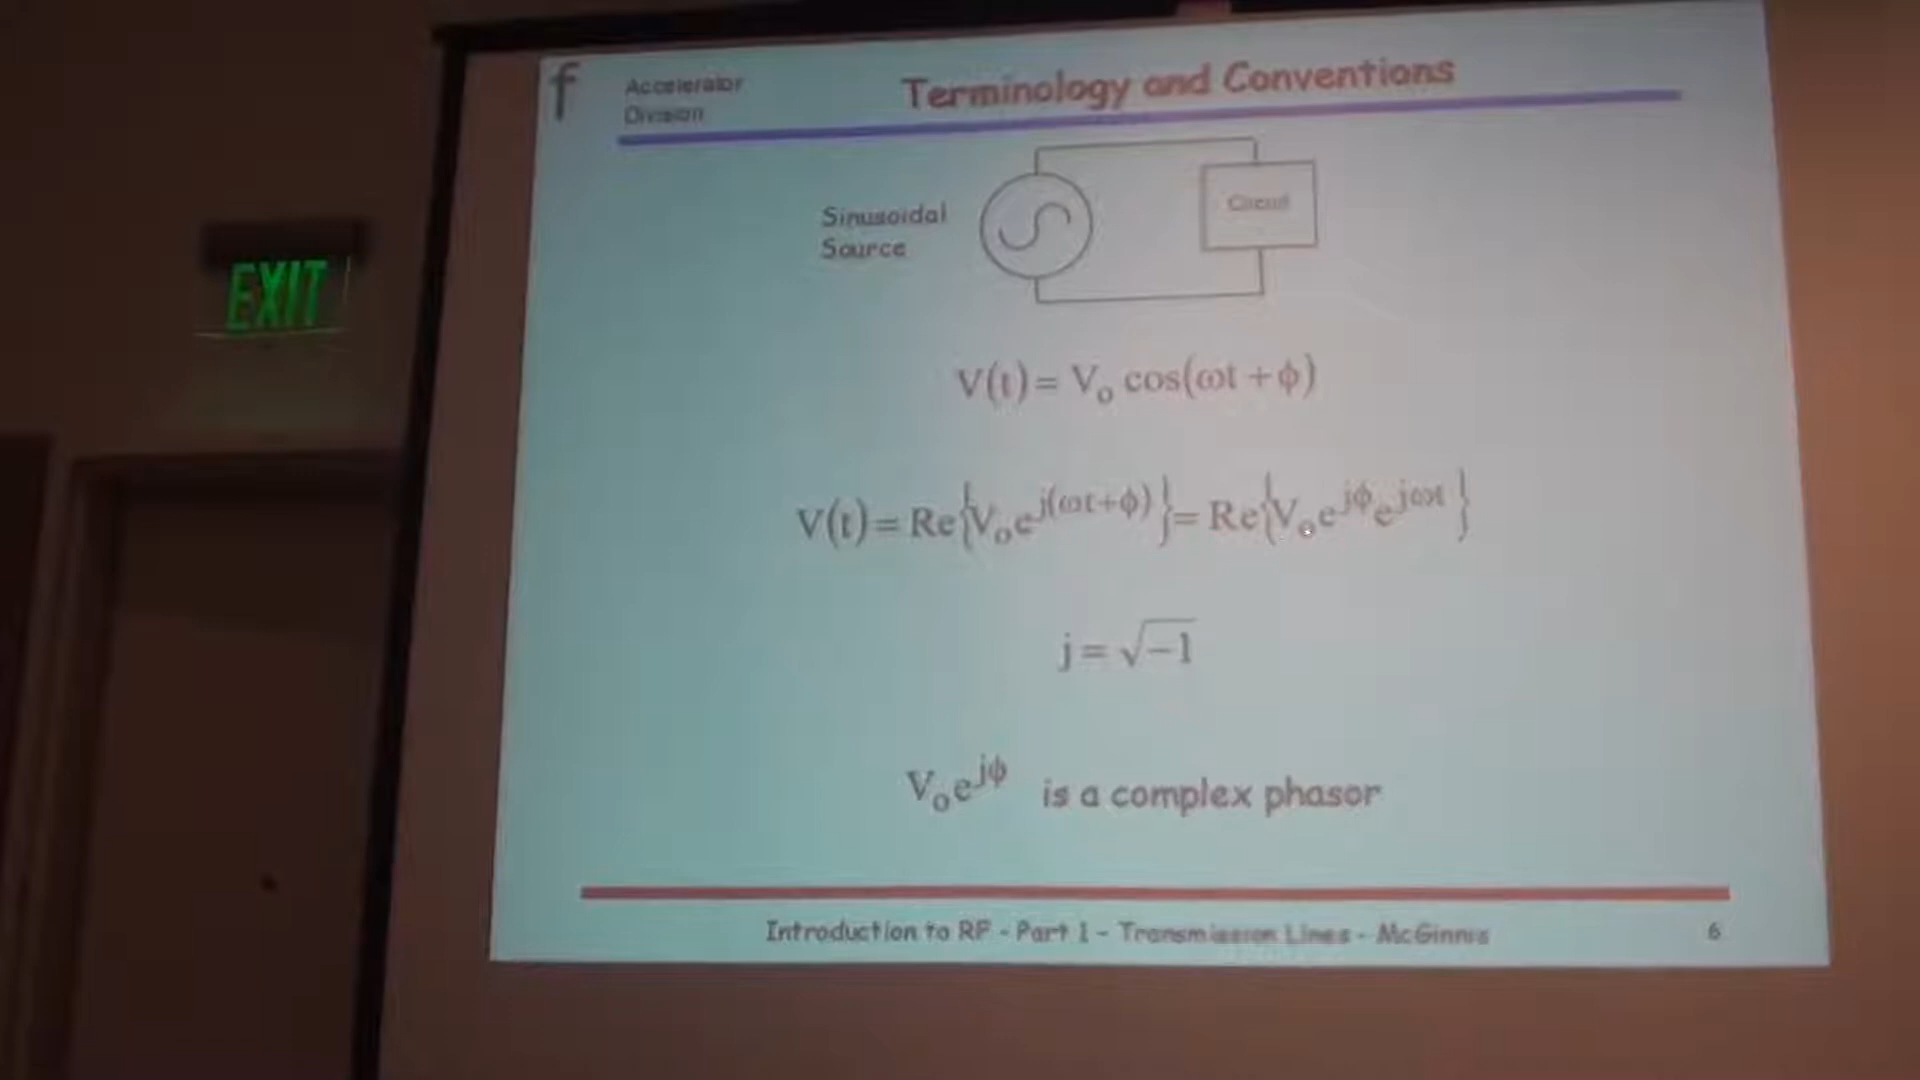 f
Accelerator
Division
Terminology and Conventions
Sinusoidal
Source
Circuit
EXIT
V(t) = V₀ cos(ωt + ϕ)
V(t) = Re{V₀e^{j(ωt+ϕ)}} = Re{V₀e^{jϕ}e^{jωt}}
j = √−1
V₀e^{jϕ} is a complex phasor
Introduction to RF - Part 1 - Transmission Lines - McGinnis
6